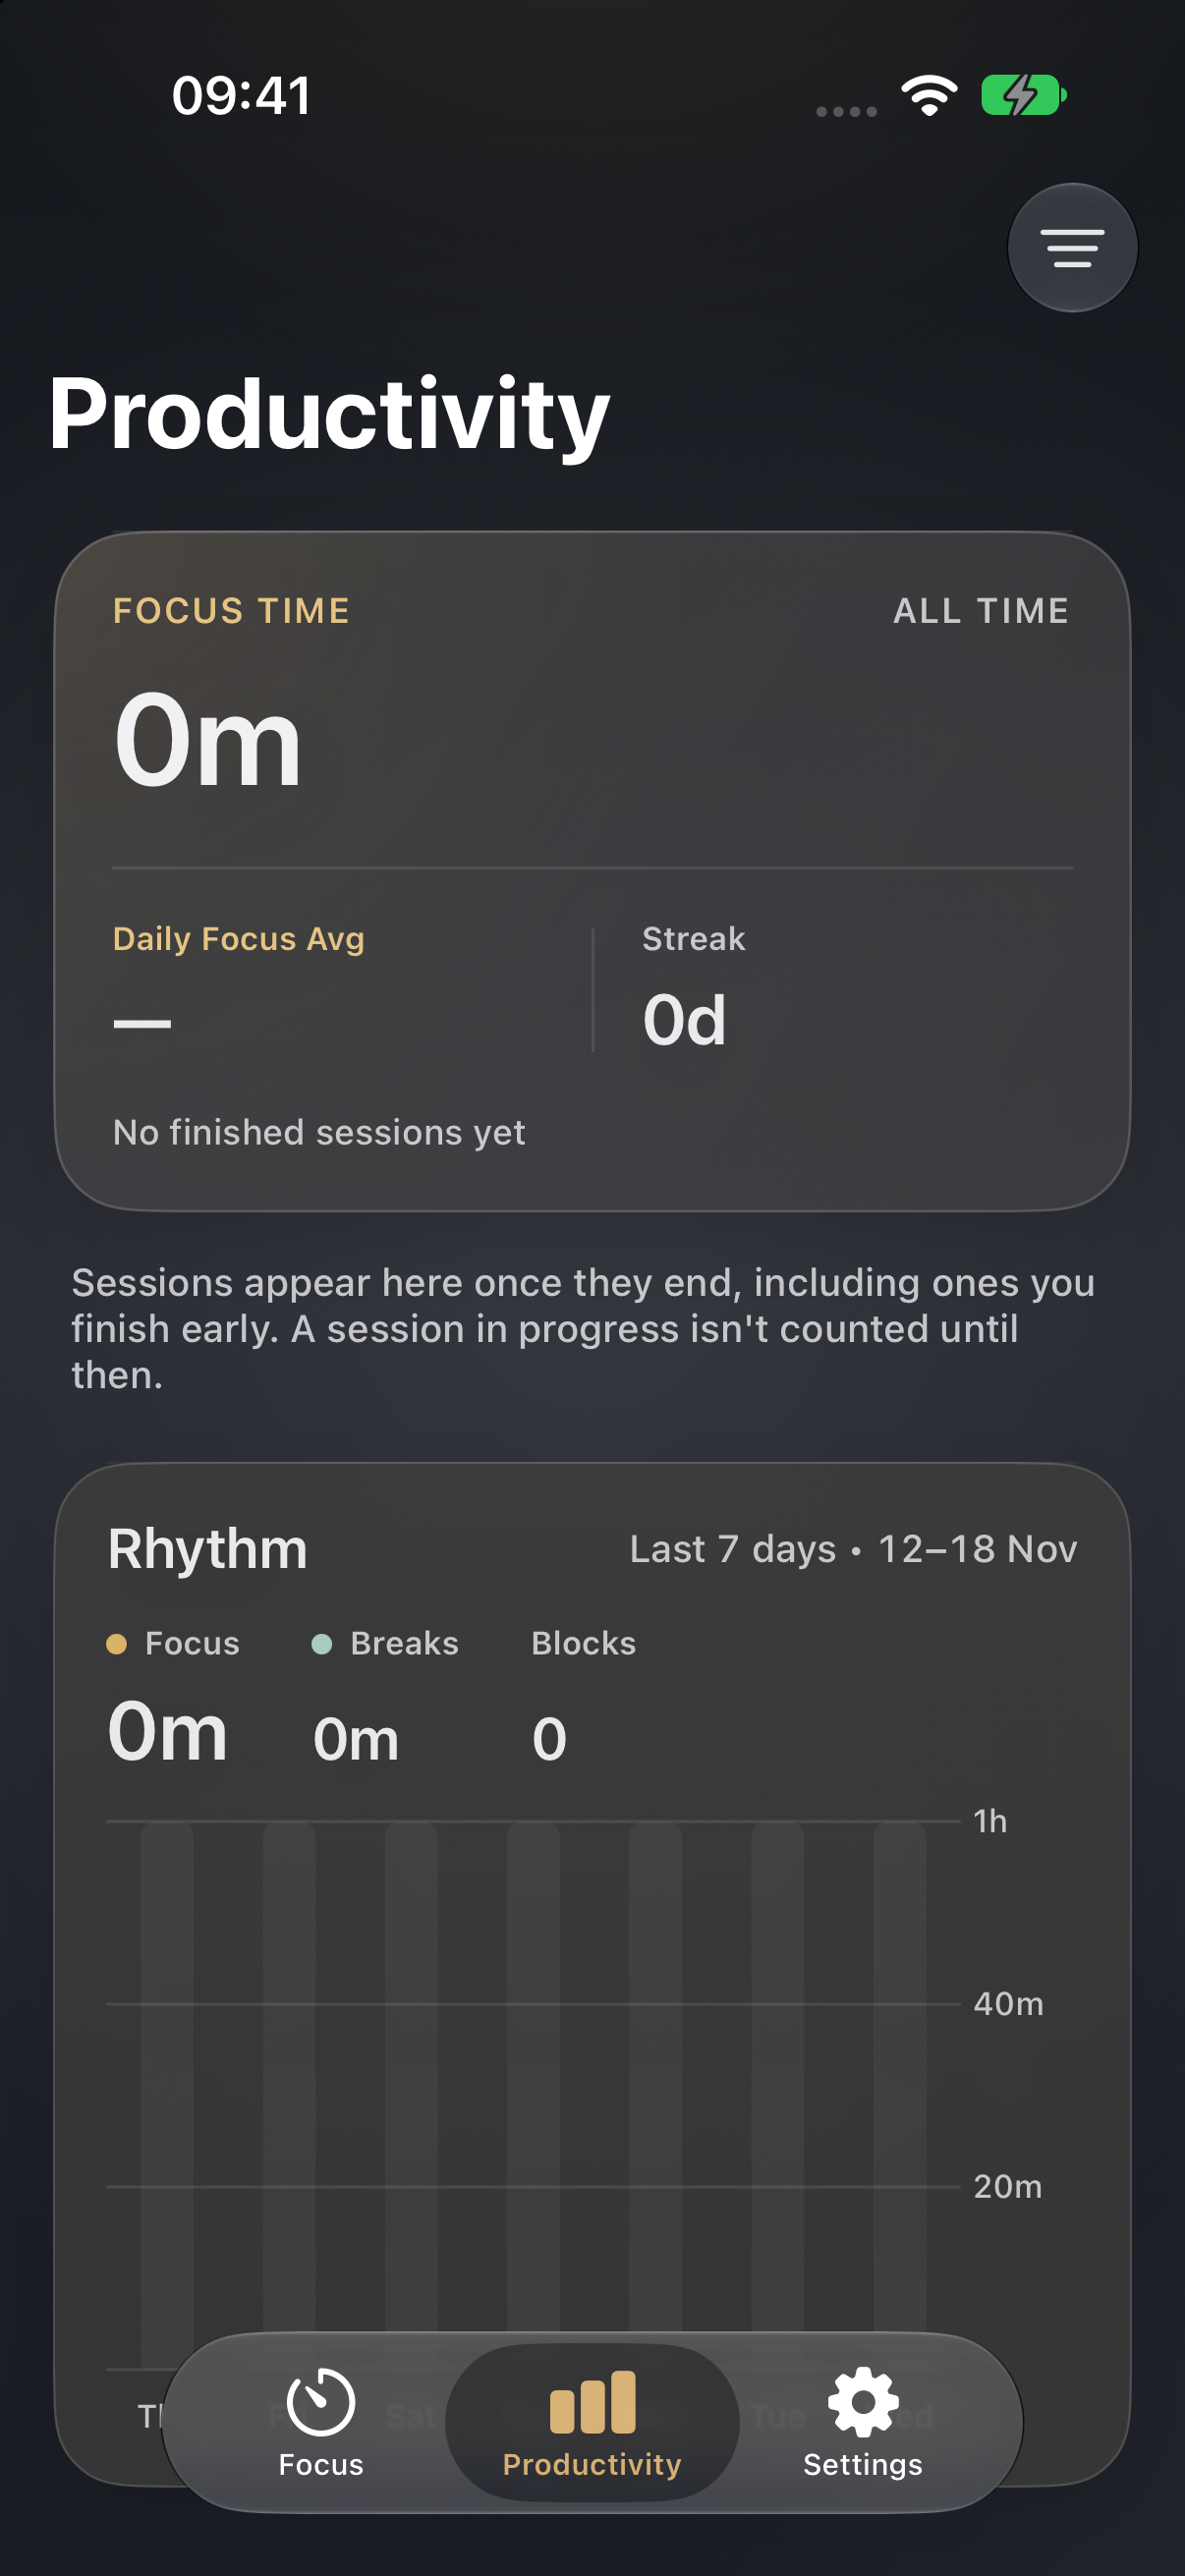 09:41
Productivity
FOCUS TIME
ALL TIME
0m
Daily Focus Avg
Streak
—
0d
No finished sessions yet
Sessions appear here once they end, including ones you
finish early. A session in progress isn't counted until
then.
Rhythm
Last 7 days • 12–18 Nov
Focus
Breaks
Blocks
0m
0m
0
1h
40m
20m
Sat
Tue
Focus
Productivity
Settings